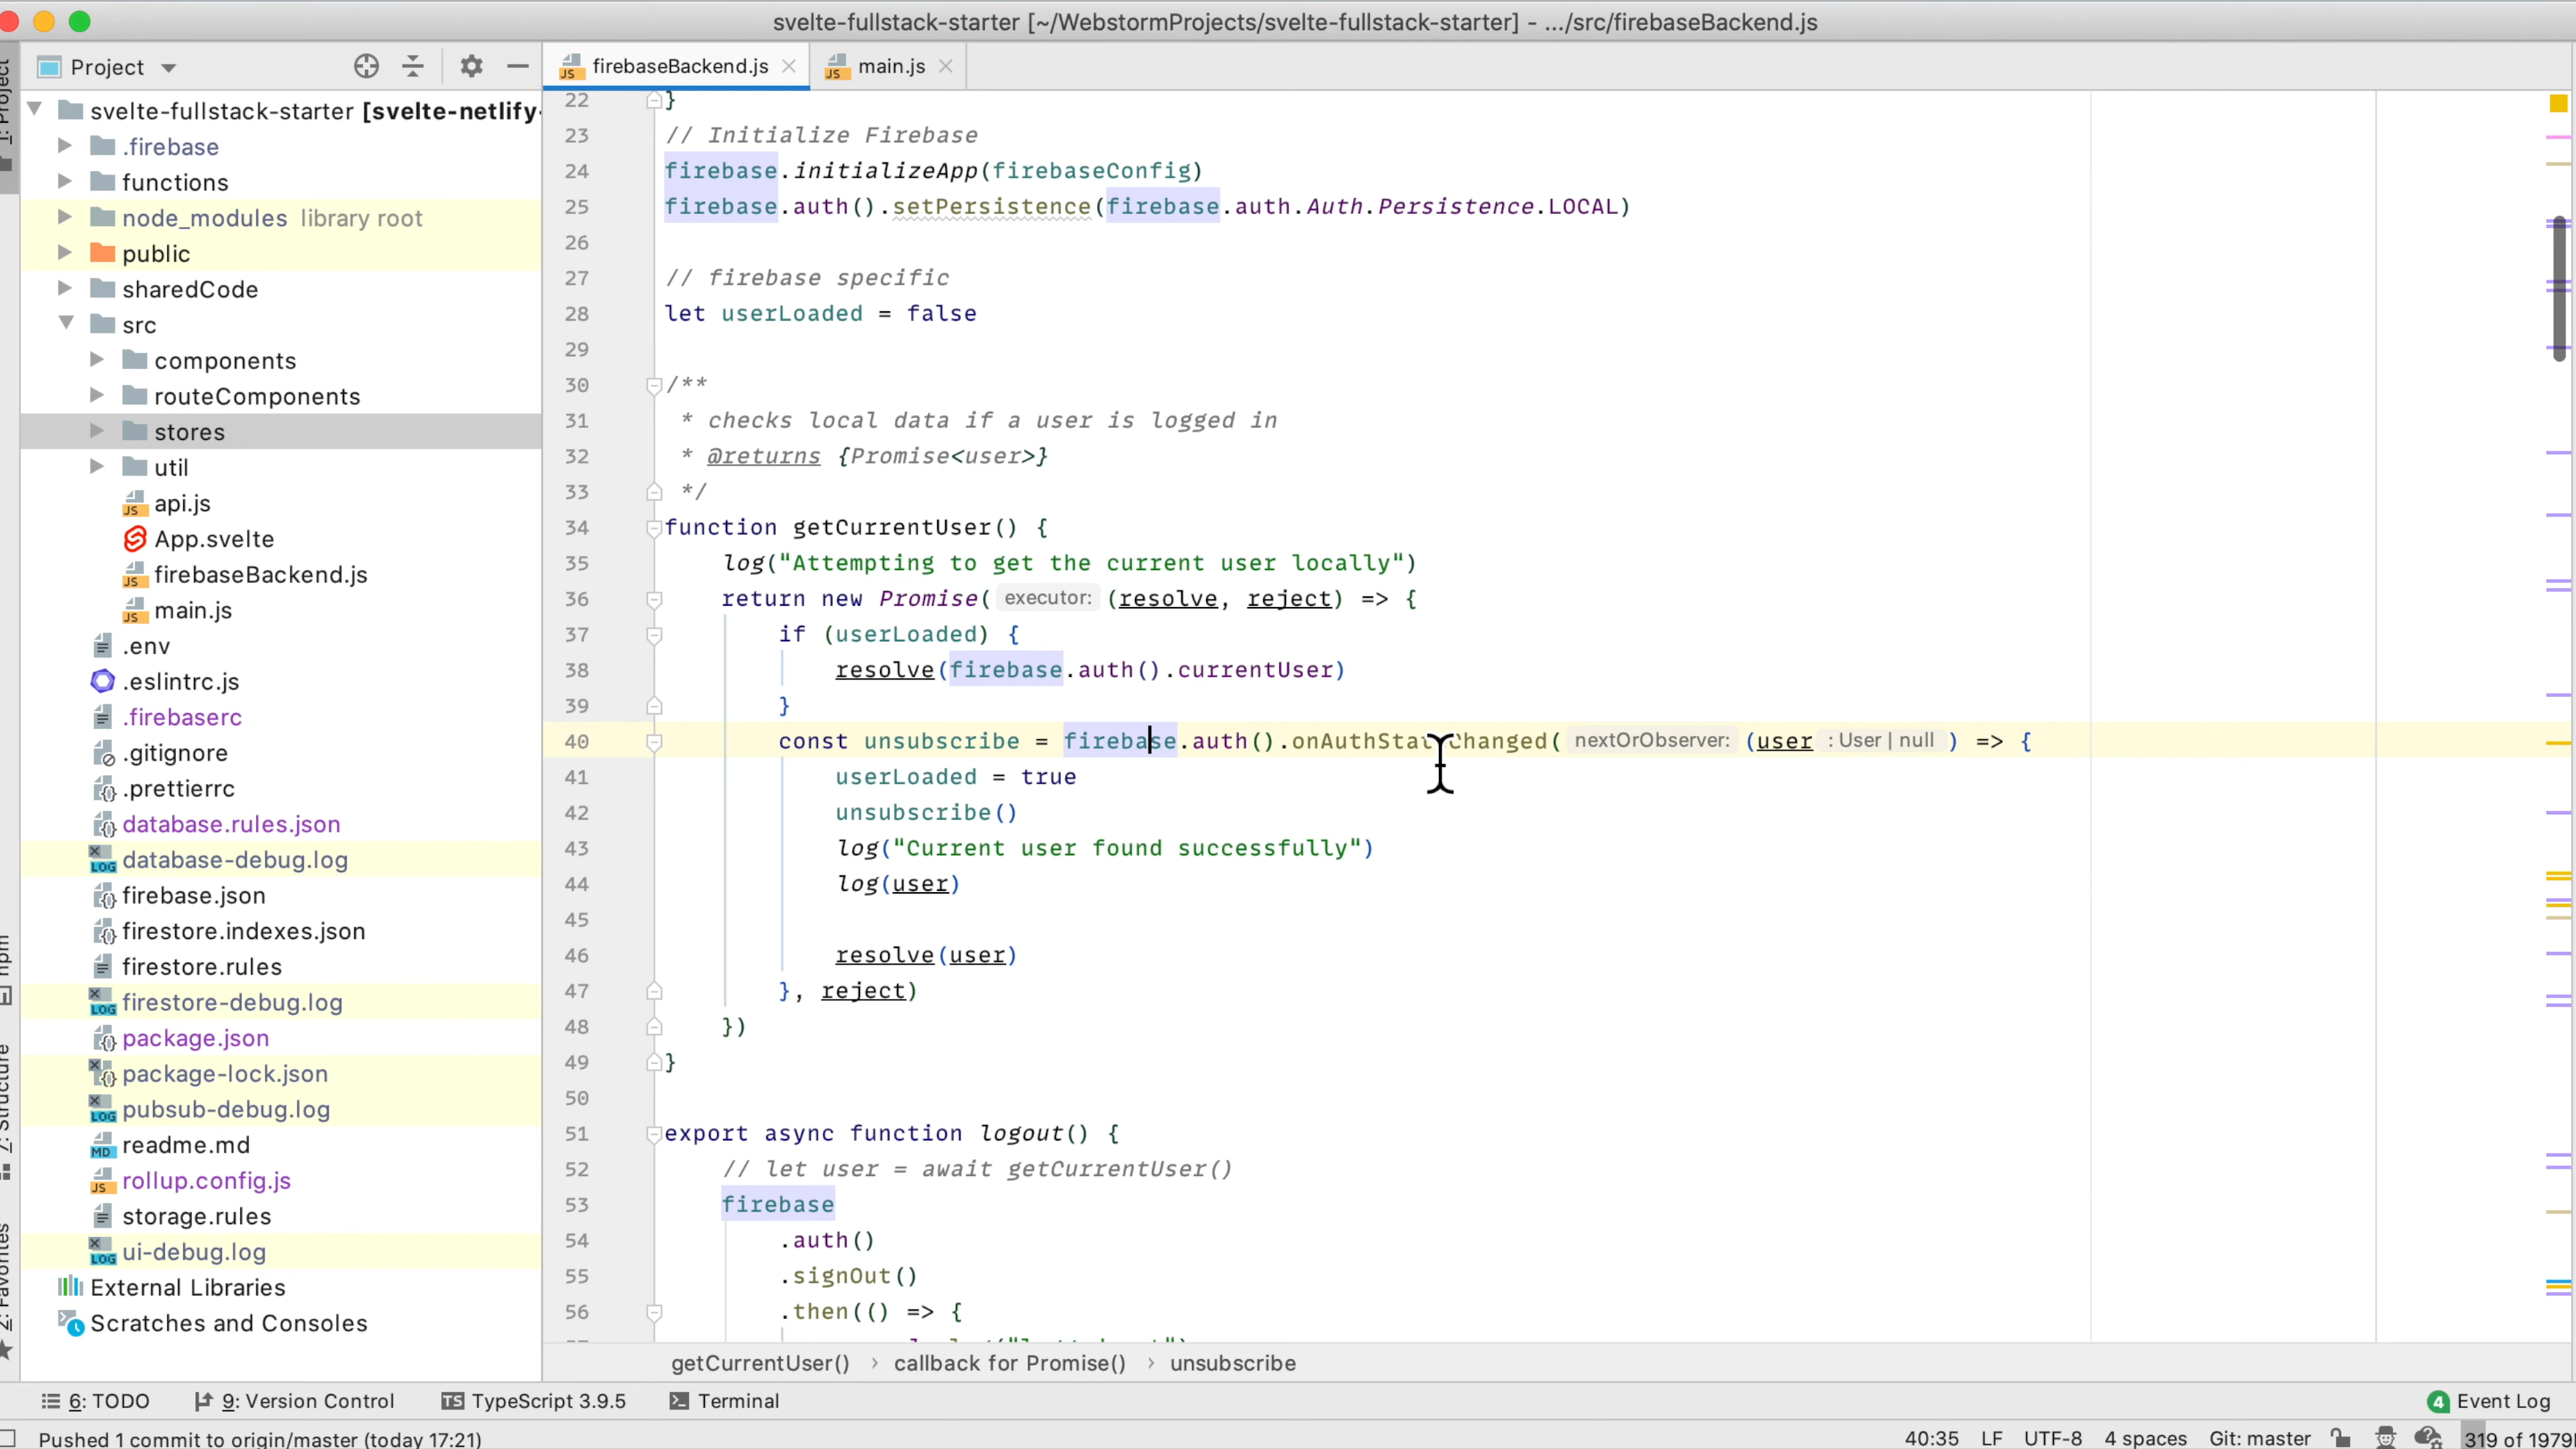 svelte-fullstack-starter [~/WebstormProjects/svelte-fullstack-starter] - .../src/firebaseBackend.js
Project
firebaseBackend.js
main.js
1: Project
svelte-fullstack-starter [svelte-netlify-
.firebase
functions
node_modules library root
public
sharedCode
src
components
routeComponents
stores
util
api.js
App.svelte
firebaseBackend.js
main.js
.env
.eslintrc.js
.firebaserc
.gitignore
.prettierrc
database.rules.json
database-debug.log
firebase.json
firestore.indexes.json
firestore.rules
firestore-debug.log
package.json
package-lock.json
pubsub-debug.log
readme.md
rollup.config.js
storage.rules
ui-debug.log
External Libraries
Scratches and Consoles
npm
7: Structure
2: Favorites
22 }
23 // Initialize Firebase
24 firebase.initializeApp(firebaseConfig)
25 firebase.auth().setPersistence(firebase.auth.Auth.Persistence.LOCAL)
26
27 // firebase specific
28 let userLoaded = false
29
30 /**
31 * checks local data if a user is logged in
32 * @returns {Promise<user>}
33 */
34 function getCurrentUser() {
35 log("Attempting to get the current user locally")
36 return new Promise( executor: (resolve, reject) => {
37 if (userLoaded) {
38 resolve(firebase.auth().currentUser)
39 }
40 const unsubscribe = firebase.auth().onAuthStateChanged( nextOrObserver: (user : User | null ) => {
41 userLoaded = true
42 unsubscribe()
43 log("Current user found successfully")
44 log(user)
45
46 resolve(user)
47 }, reject)
48 })
49 }
50
51 export async function logout() {
52 // let user = await getCurrentUser()
53 firebase
54 .auth()
55 .signOut()
56 .then(() => {
getCurrentUser() › callback for Promise() › unsubscribe
6: TODO 9: Version Control TS TypeScript 3.9.5 Terminal 4 Event Log
Pushed 1 commit to origin/master (today 17:21) 40:35 LF UTF-8 4 spaces Git: master 319 of 1979